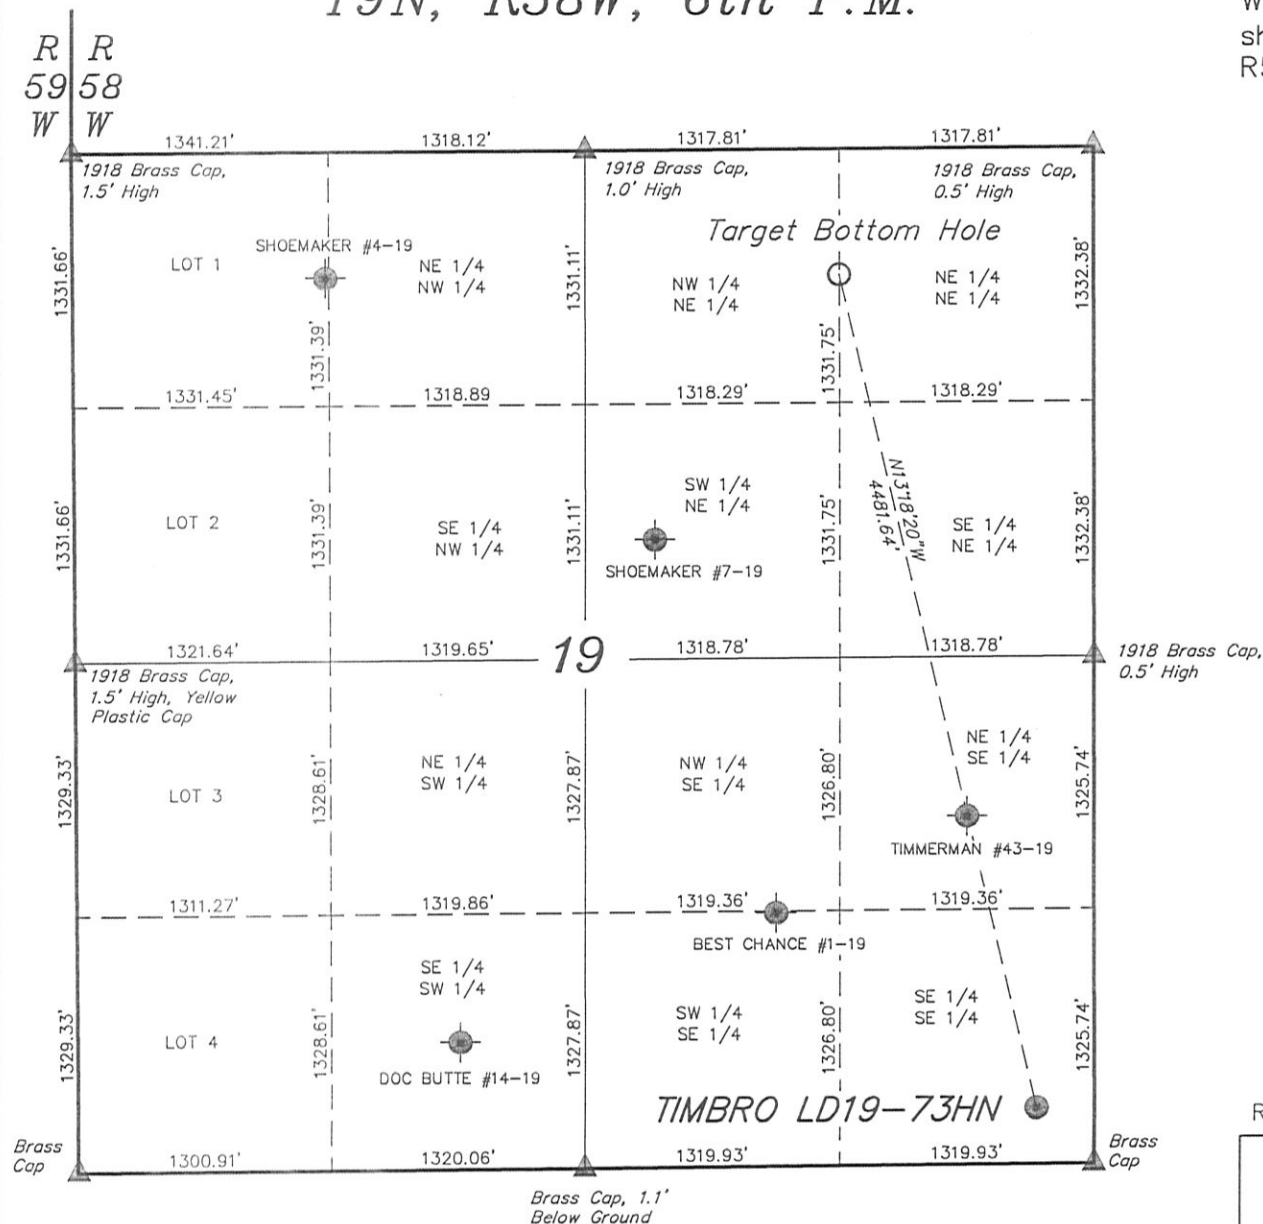 T9N, R58W, 6th P.M.
W
sh
R5
R R
59 58
W W
1341.21' 1318.12' 1317.81' 1317.81'
1918 Brass Cap,
1.5' High
1918 Brass Cap,
1.0' High
1918 Brass Cap,
0.5' High
Target Bottom Hole
SHOEMAKER #4-19
LOT 1
NE 1/4
NW 1/4
NW 1/4
NE 1/4
NE 1/4
NE 1/4
1331.66'
1331.39'
1331.11'
1331.75'
1332.38'
1331.45' 1318.89 1318.29' 1318.29'
N13°18'20"W
4481.64'
LOT 2
SE 1/4
NW 1/4
SW 1/4
NE 1/4
SE 1/4
NE 1/4
1331.66'
1331.39'
1331.11'
1331.75'
1332.38'
SHOEMAKER #7-19
1321.64' 1319.65' 19 1318.78' 1318.78'
1918 Brass Cap,
0.5' High
1918 Brass Cap,
1.5' High, Yellow
Plastic Cap
LOT 3
NE 1/4
SW 1/4
NW 1/4
SE 1/4
NE 1/4
SE 1/4
1329.33'
1328.61'
1327.87'
1326.80'
1325.74'
TIMMERMAN #43-19
1311.27' 1319.86' 1319.36' 1319.36'
BEST CHANCE #1-19
LOT 4
SE 1/4
SW 1/4
SW 1/4
SE 1/4
SE 1/4
SE 1/4
1329.33'
1328.61'
1327.87'
1326.80'
1325.74'
DOC BUTTE #14-19
TIMBRO LD19-73HN
R
Brass
Cap
1300.91' 1320.06' 1319.93' 1319.93'
Brass
Cap
Brass Cap, 1.1'
Below Ground